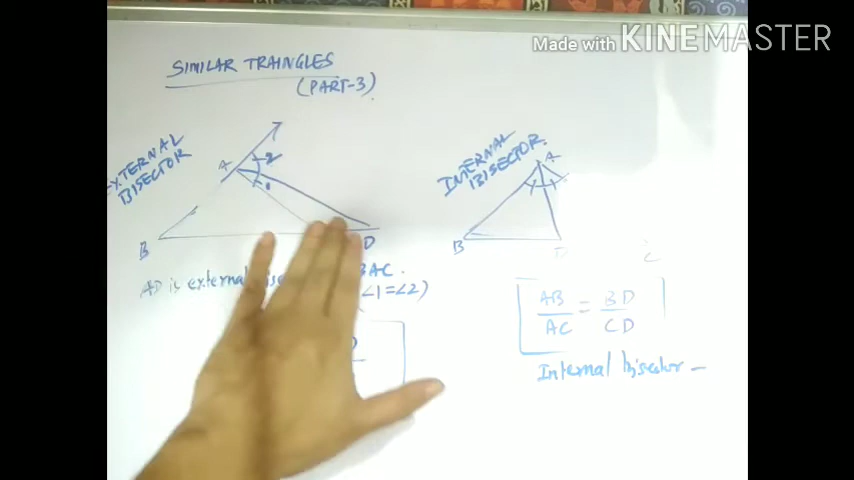 Made with KINEMASTER
SIMILAR TRAINGLES
(PART-3)
EXTERNAL
BISECTOR
A
2
1
B
D
INTERNAL
BISECTOR
A
B
D
C
AD is external BAC.
∠1=∠2)
AB/AC = BD/CD
Internal bisector -